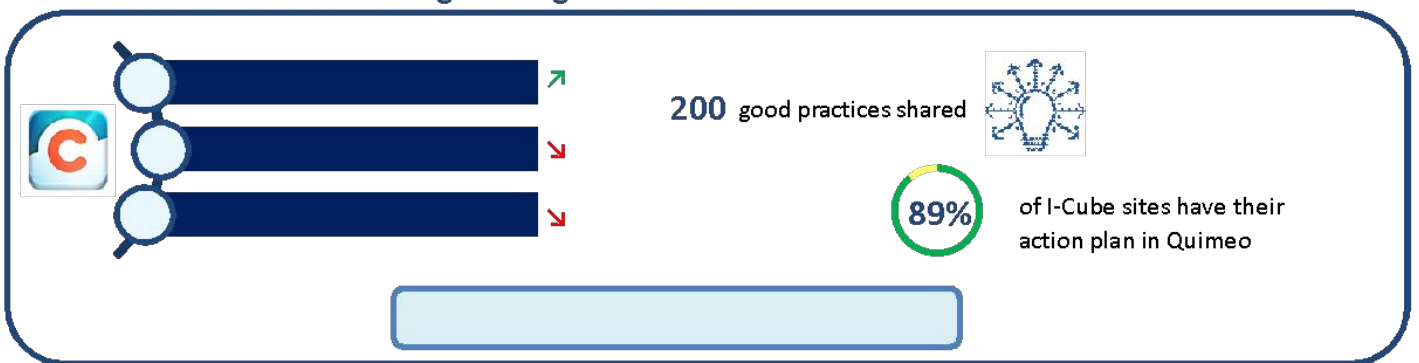 C
200 good practices shared
89%
of I-Cube sites have their
action plan in Quimeo